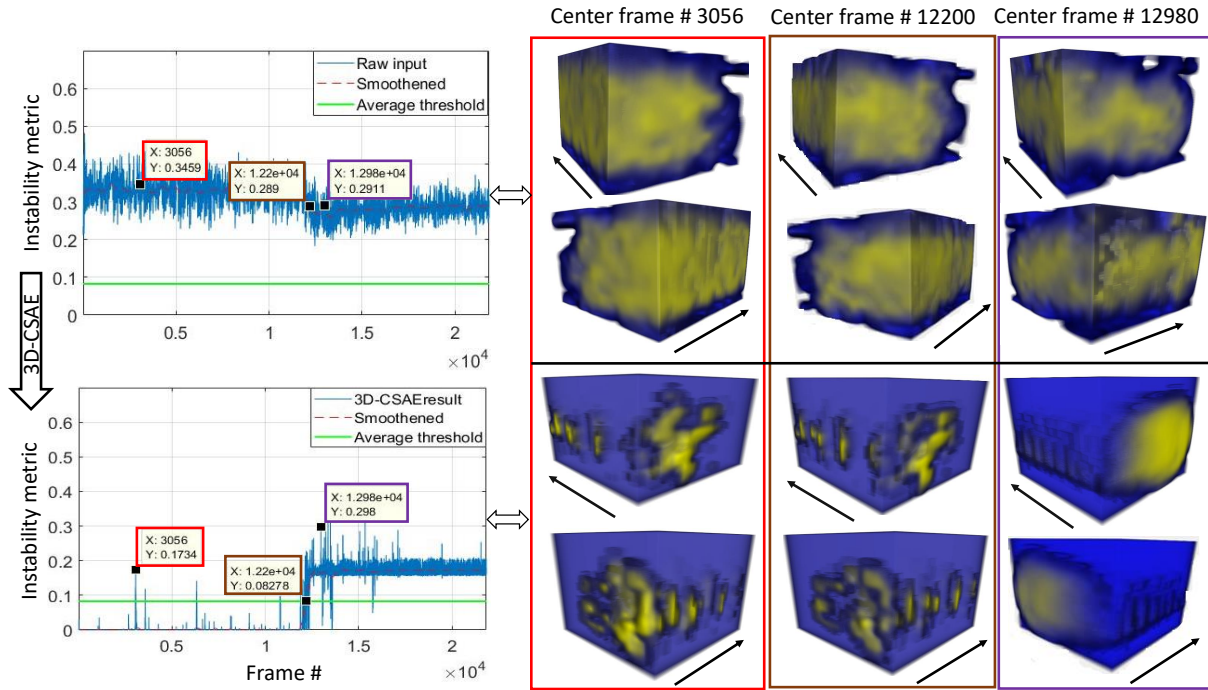 Center frame # 3056
Center frame # 12200
Center frame # 12980
Instability metric
0.6
0.5
0.4
0.3
0.2
0.1
0
Raw input
Smoothened
Average threshold
X: 3056
Y: 0.3459
X: 1.22e+04
Y: 0.289
X: 1.298e+04
Y: 0.2911
0.5
1
1.5
2
×10⁴
3D-CSAE
Instability metric
0.6
0.5
0.4
0.3
0.2
0.1
0
3D-CSAEresult
Smoothened
Average threshold
X: 1.298e+04
Y: 0.298
X: 3056
Y: 0.1734
X: 1.22e+04
Y: 0.08278
0.5
1
1.5
2
×10⁴
Frame #